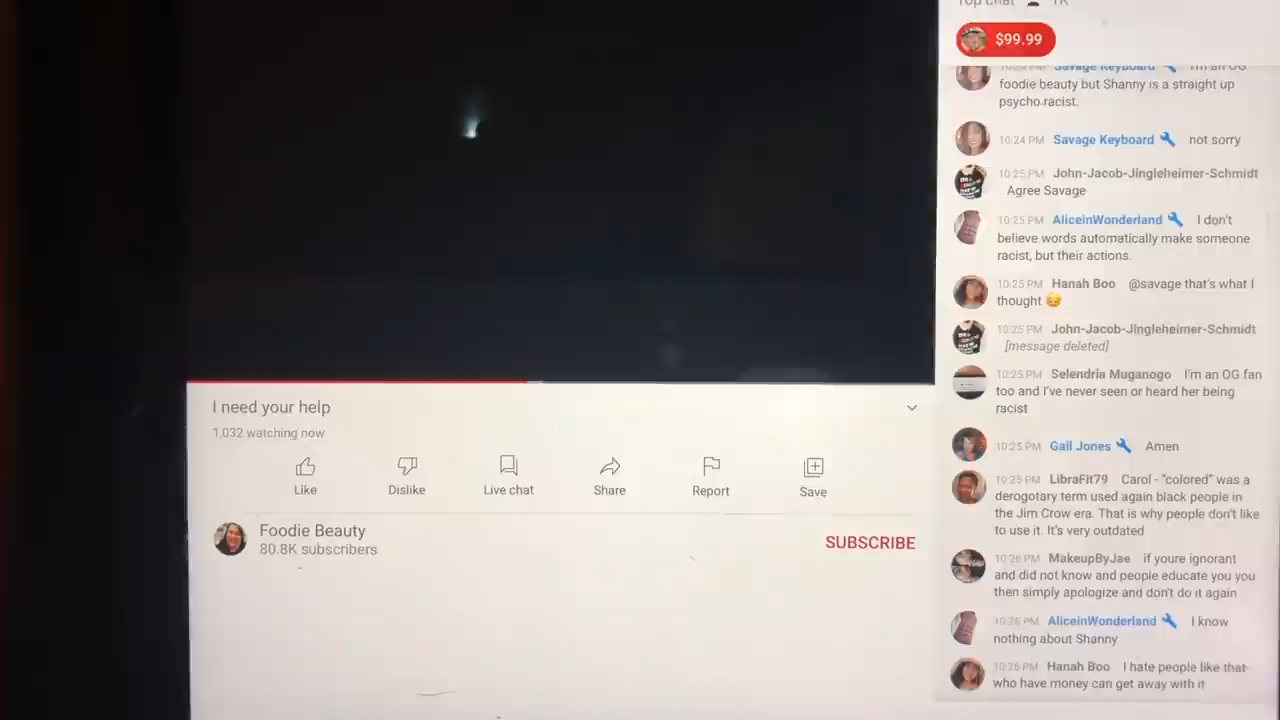 Top chat 1K
$99.99
10:24 PM Savage Keyboard I'm an OG
foodie beauty but Shanny is a straight up
psycho racist.
10:24 PM Savage Keyboard not sorry
10:25 PM John-Jacob-Jingleheimer-Schmidt
Agree Savage
10:25 PM AliceinWonderland I don't
believe words automatically make someone
racist, but their actions.
10:25 PM Hanah Boo @savage that's what I
thought
10:25 PM John-Jacob-Jingleheimer-Schmidt
[message deleted]
10:25 PM Selendria Muganogo I'm an OG fan
too and I've never seen or heard her being
racist
10:25 PM Gail Jones Amen
10:25 PM LibraFit79 Carol - "colored" was a
derogotary term used again black people in
the Jim Crow era. That is why people don't like
to use it. It's very outdated
10:26 PM MakeupByJae if youre ignorant
and did not know and people educate you you
then simply apologize and don't do it again
10:26 PM AliceinWonderland I know
nothing about Shanny
10:26 PM Hanah Boo I hate people like that
who have money can get away with it
I need your help
1,032 watching now
Like Dislike Live chat Share Report Save
Foodie Beauty
80.8K subscribers
SUBSCRIBE